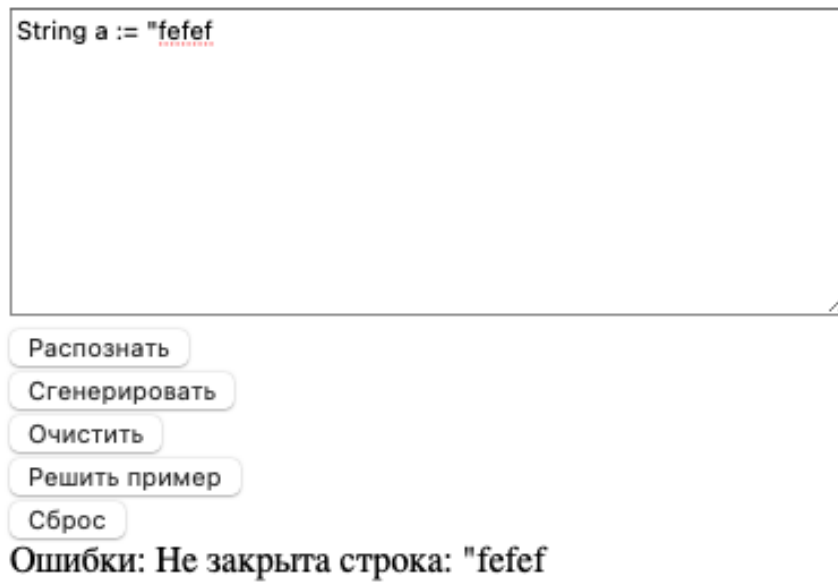 String a := "fefef
Распознать
Сгенерировать
Очистить
Решить пример
Сброс
Ошибки: Не закрыта строка: "fefef